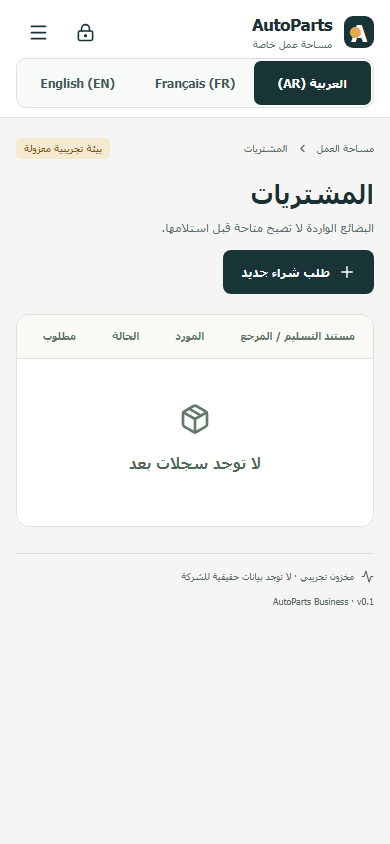 AutoParts
مساحة عمل خاصة
العربية (AR)
Français (FR)
English (EN)
مساحة العمل
المشتريات
بيئة تجريبية معزولة
المشتريات
البضائع الواردة لا تصبح متاحة قبل استلامها.
طلب شراء جديد
مستند التسليم / المرجع
المورد
الحالة
مطلوب
لا توجد سجلات بعد
مخزون تجريبي · لا توجد بيانات حقيقية للشركة
AutoParts Business · v0.1